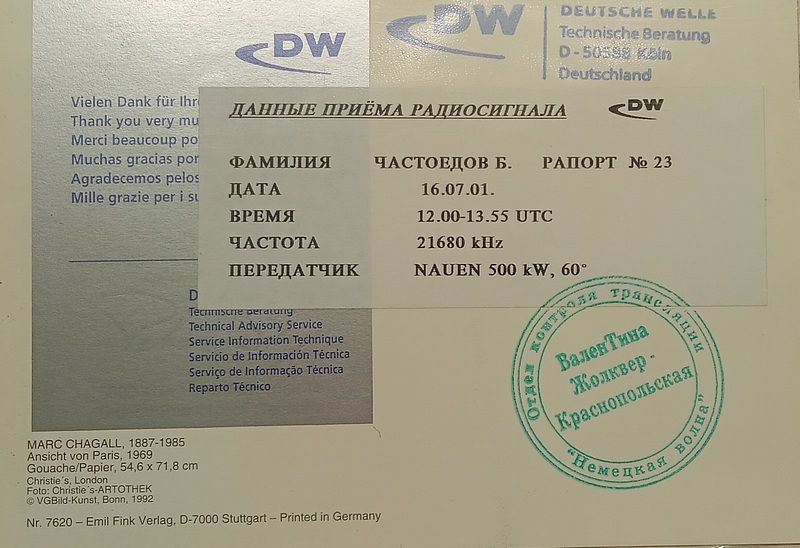 DW
DW
DEUTSCHE WELLE
Technische Beratung
D - 50588 Köln
Deutschland
Vielen Dank für Ihr
Thank you very mu
Merci beaucoup po
Muchas gracias por
Agradecemos pelos
Mille grazie per i su
ДАННЫЕ ПРИЁМА РАДИОСИГНАЛА DW
ФАМИЛИЯ ЧАСТОЕДОВ Б. РАПОРТ № 23
ДАТА 16.07.01.
ВРЕМЯ 12.00-13.55 UTC
ЧАСТОТА 21680 kHz
ПЕРЕДАТЧИК NAUEN 500 kW, 60°
D
Technische Beratung
Technical Advisory Service
Service Information Technique
Servicio de Información Técnica
Serviço de Informação Técnica
Reparto Técnico
Отдел контроля трансляции
ВаленТина
Жолквер -
Краснопольская
"Немецкая волна"
MARC CHAGALL, 1887-1985
Ansicht von Paris, 1969
Gouache/Papier, 54,6 x 71,8 cm
Christie´s, London
Foto: Christie´s-ARTOTHEK
© VGBild-Kunst, Bonn, 1992
Nr. 7620 – Emil Fink Verlag, D-7000 Stuttgart – Printed in Germany